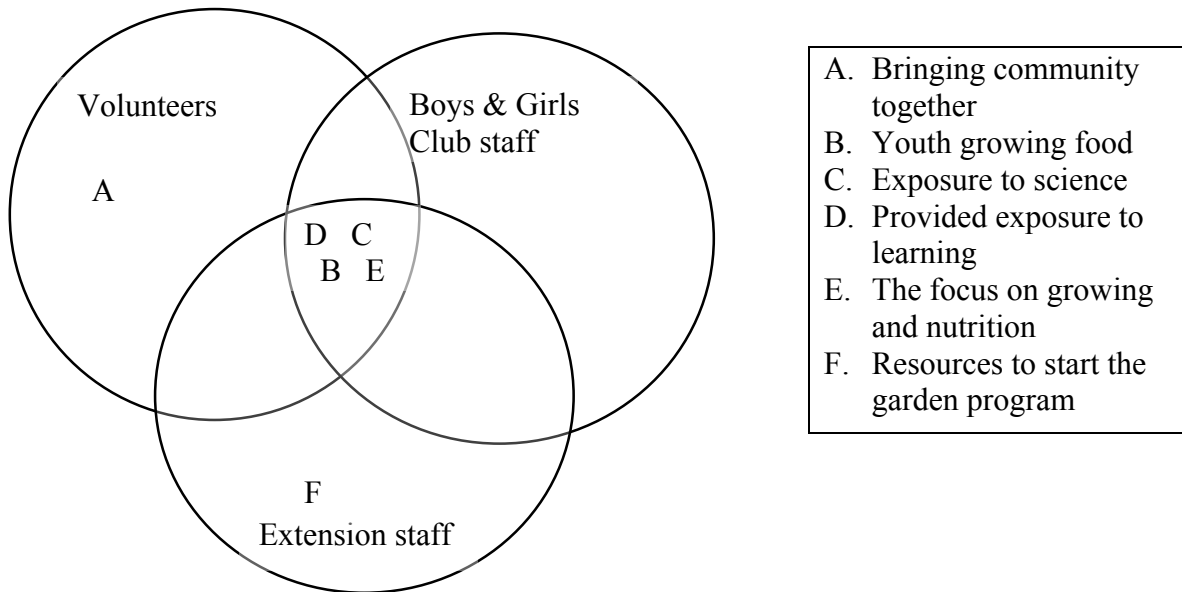 Volunteers
Boys & Girls
Club staff
A
D C
B E
F
Extension staff
A. Bringing community
together
B. Youth growing food
C. Exposure to science
D. Provided exposure to
learning
E. The focus on growing
and nutrition
F. Resources to start the
garden program